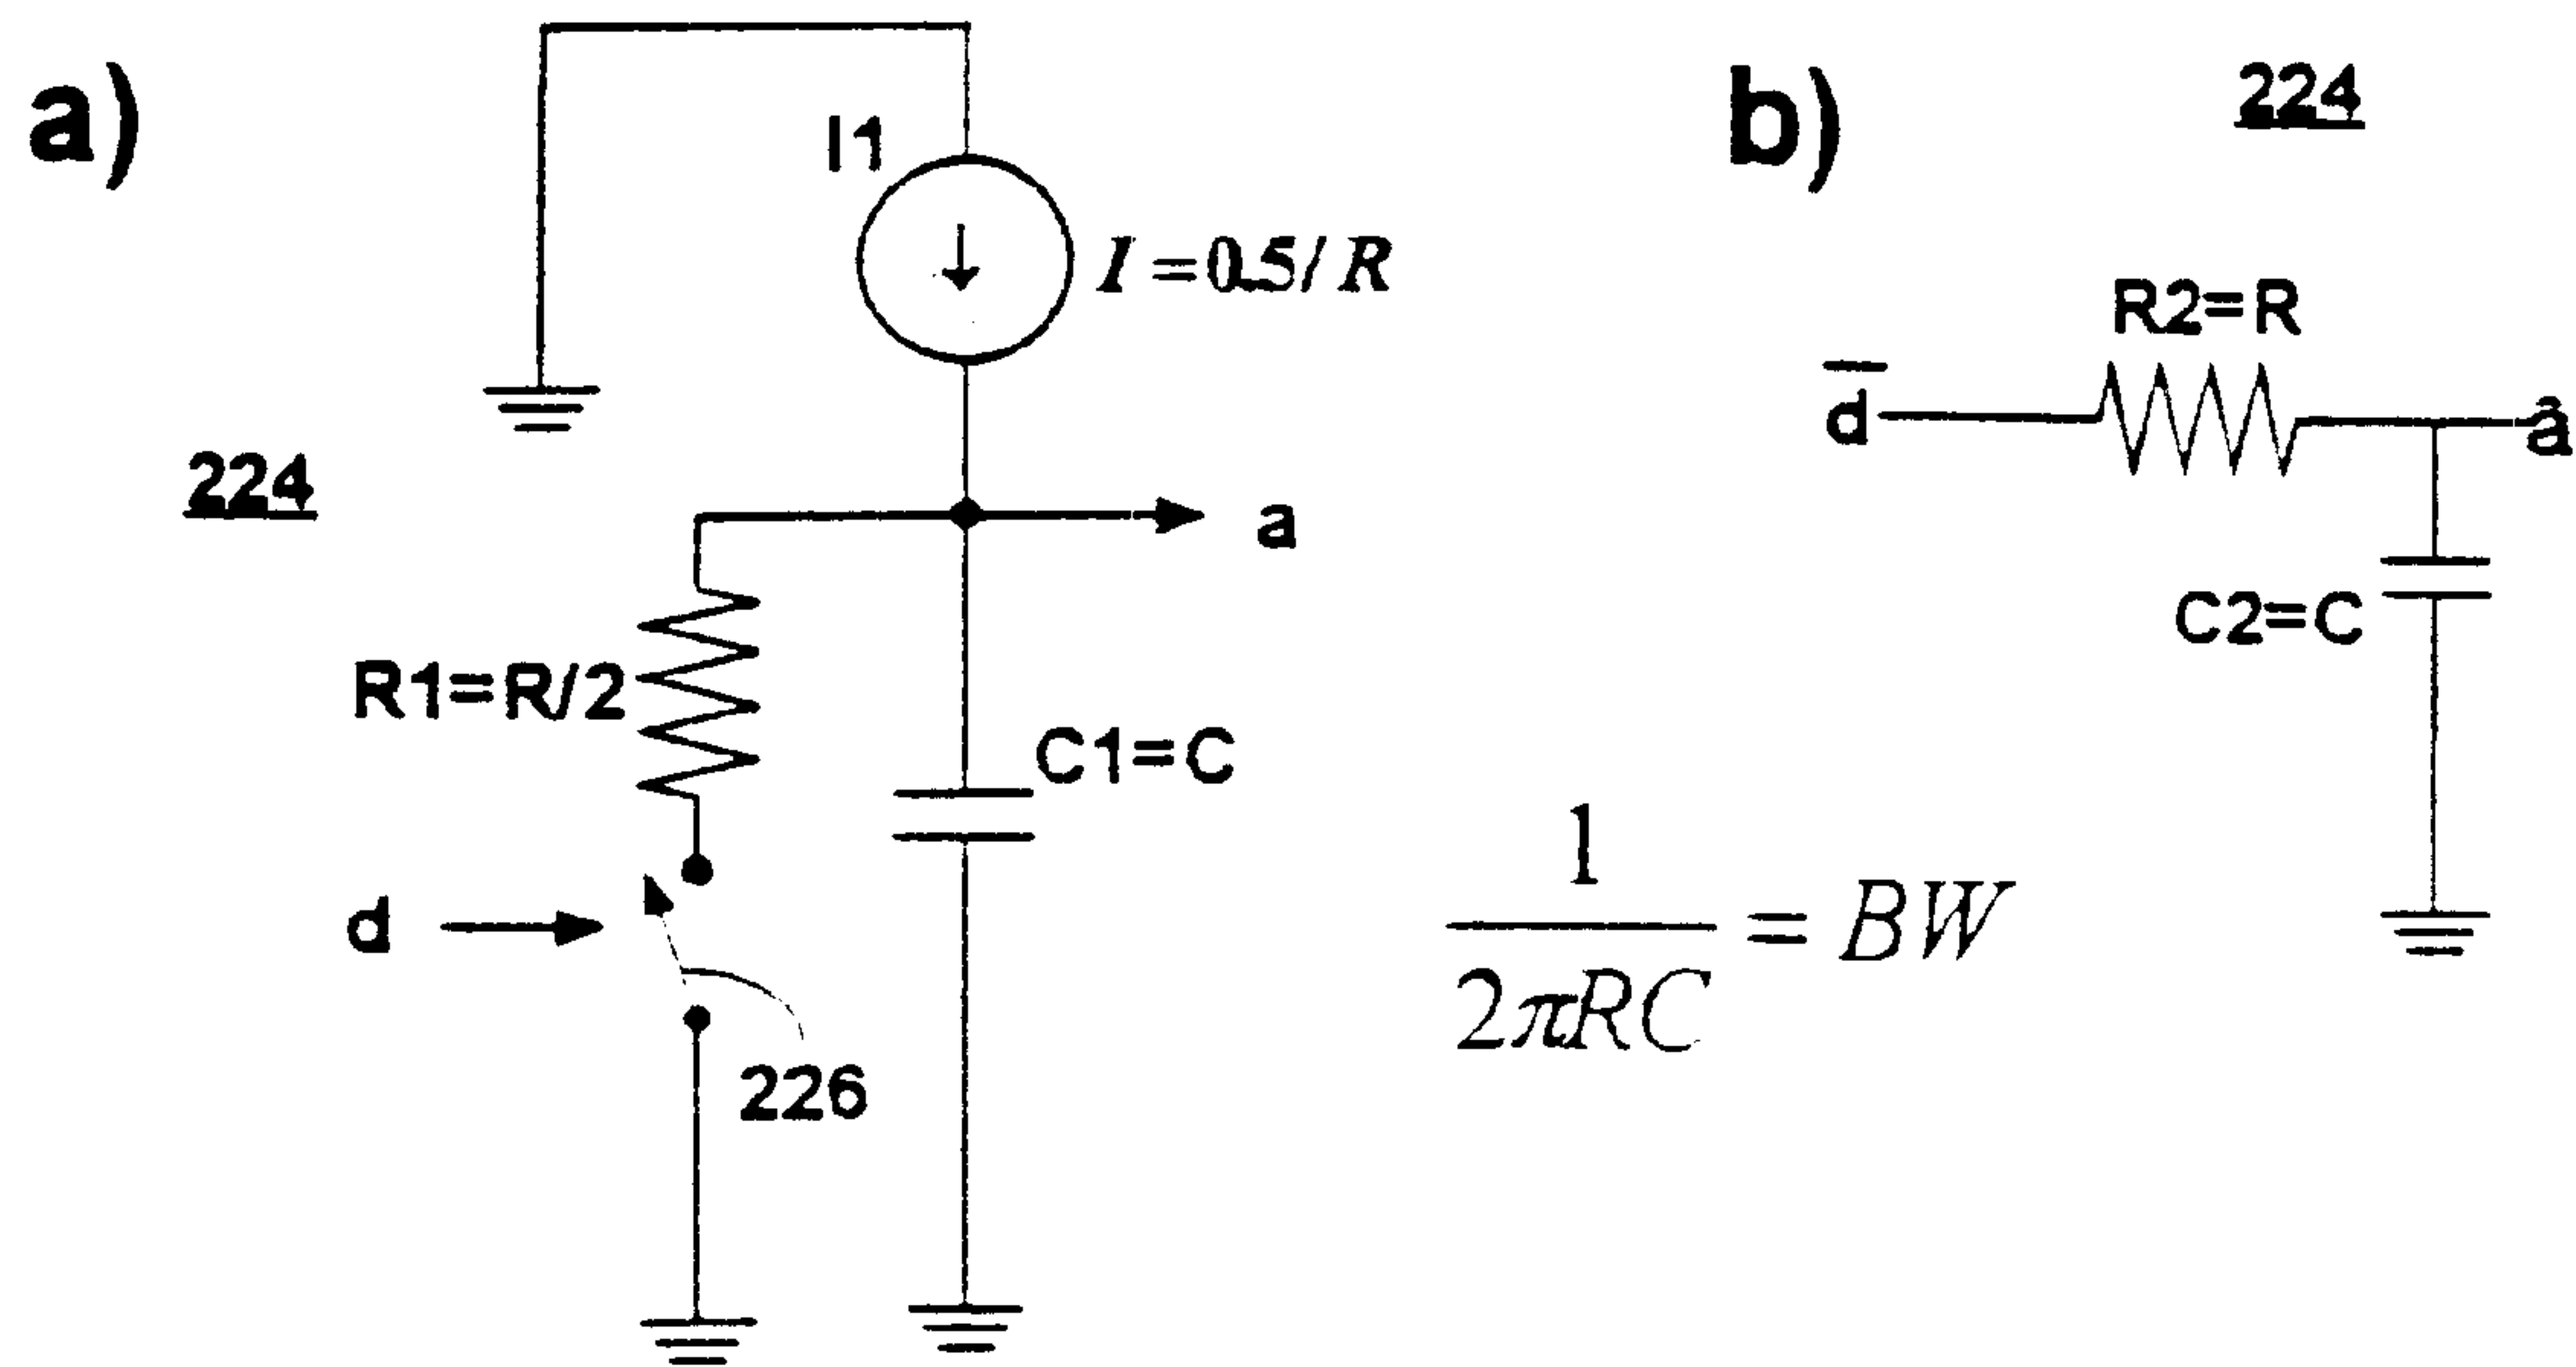 a)
I1
I = 0.5 / R
224
a
R1=R/2
C1=C
d
226
b)
224
R2=R
d̅
â
C2=C
1
2πRC
= BW